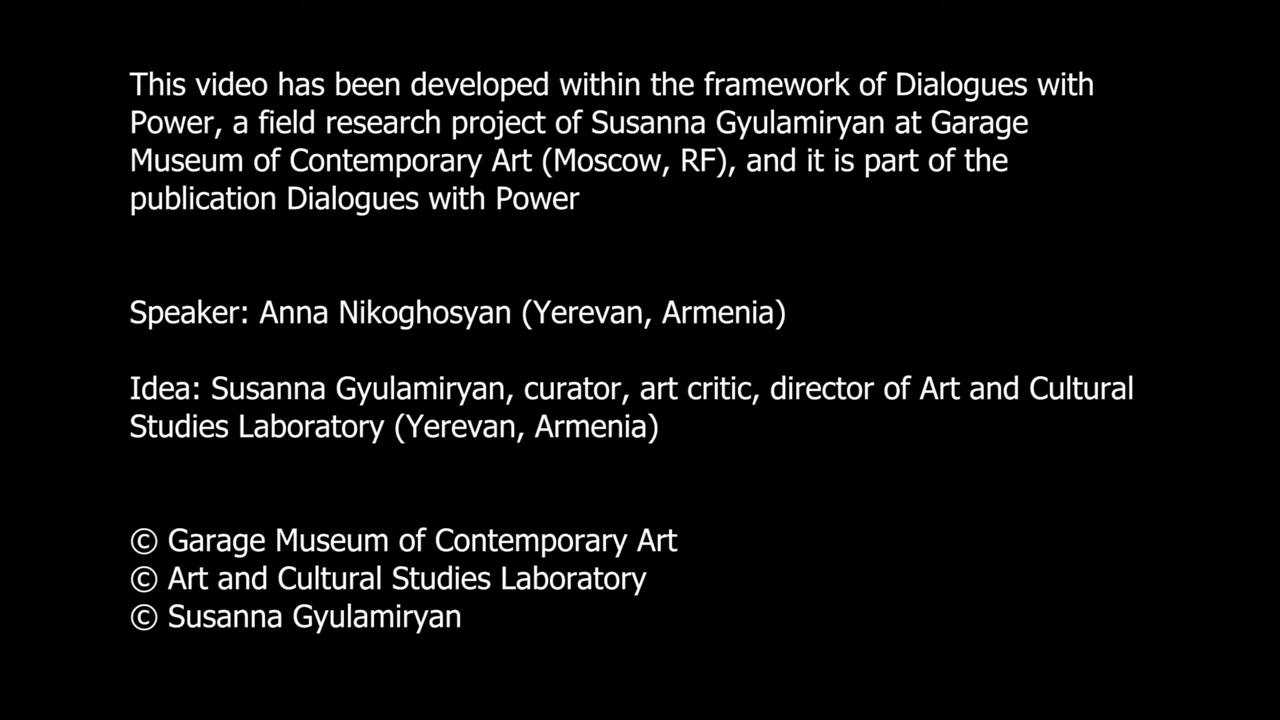 This video has been developed within the framework of Dialogues with
Power, a field research project of Susanna Gyulamiryan at Garage
Museum of Contemporary Art (Moscow, RF), and it is part of the
publication Dialogues with Power
Speaker: Anna Nikoghosyan (Yerevan, Armenia)
Idea: Susanna Gyulamiryan, curator, art critic, director of Art and Cultural
Studies Laboratory (Yerevan, Armenia)
© Garage Museum of Contemporary Art
© Art and Cultural Studies Laboratory
© Susanna Gyulamiryan